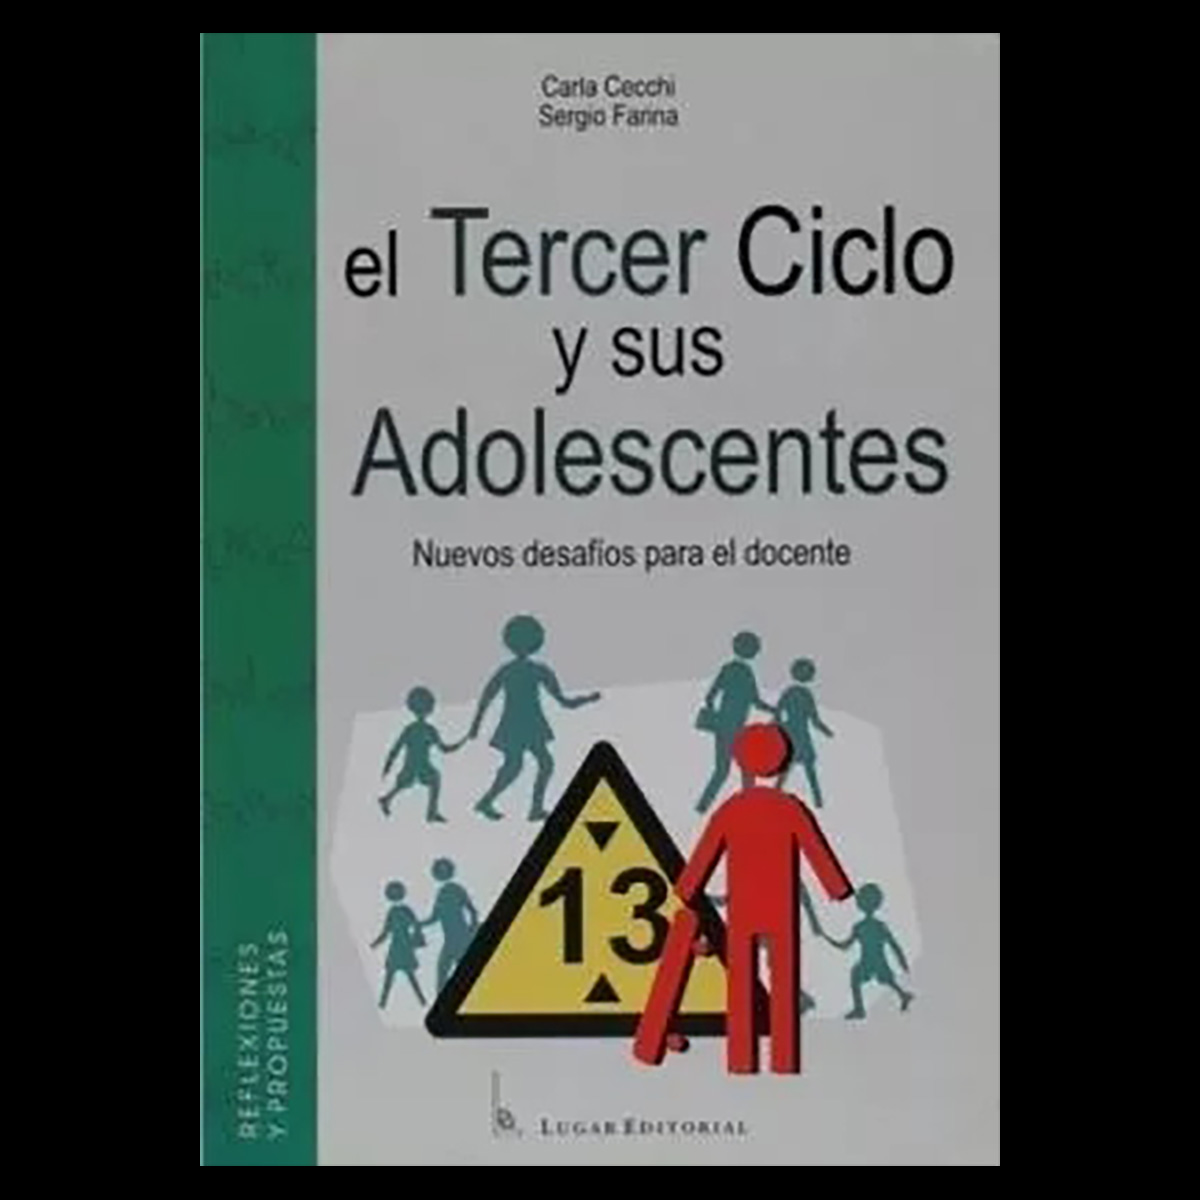 Carla Cecchi
Sergio Farina
el Tercer Ciclo
y sus
Adolescentes
Nuevos desafíos para el docente
13
REFLEXIONES
Y PROPUESTAS
LUGAR EDITORIAL